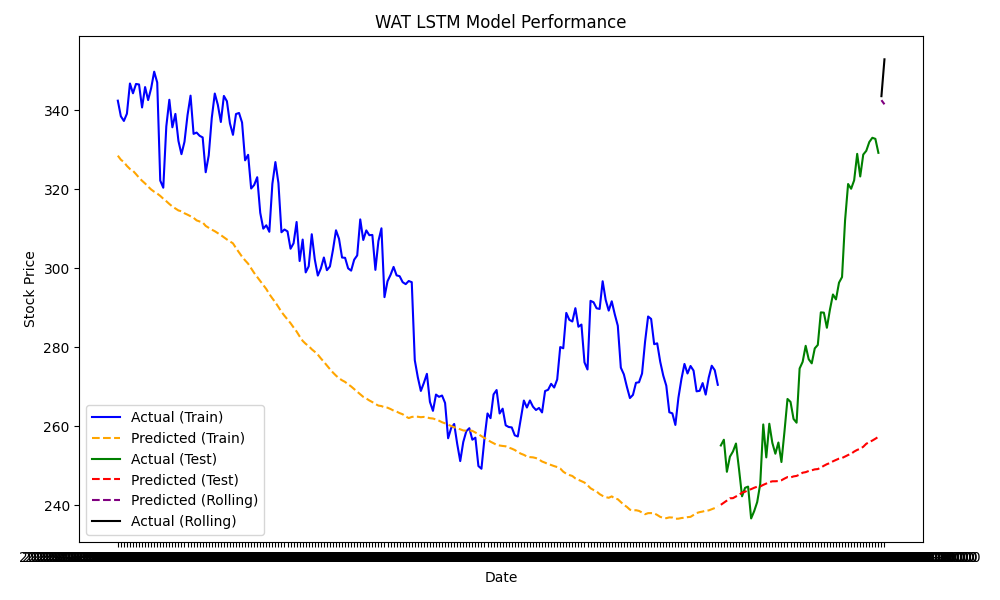 WAT LSTM Model Performance
Stock Price
340
320
300
280
260
240
Actual (Train)
Predicted (Train)
Actual (Test)
Predicted (Test)
Predicted (Rolling)
Actual (Rolling)
Date